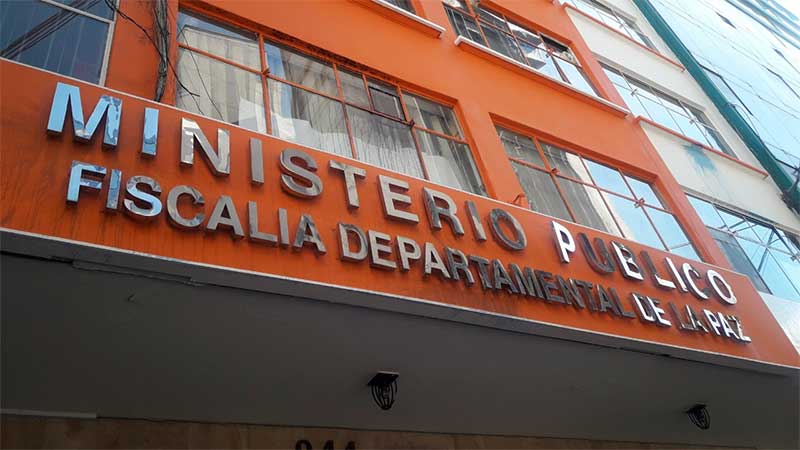 MINISTERIO PUBLICO
FISCALIA DEPARTAMENTAL DE LA PAZ